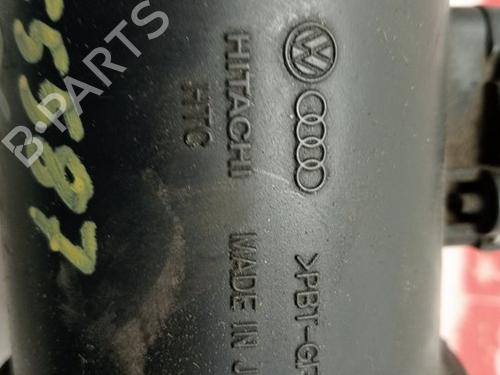 HITACHI
HTC
MADE IN J
>PBT-GF
B-PARTS